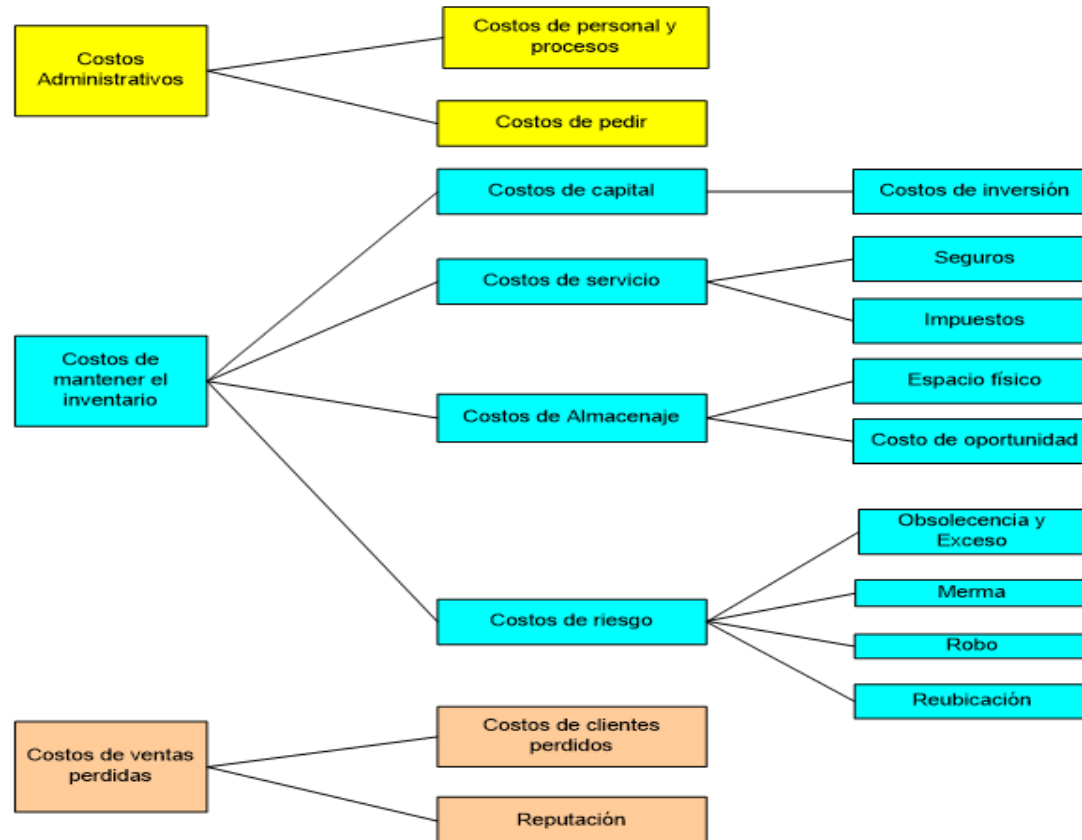 Costos
Administrativos
Costos de personal y
procesos
Costos de pedir
Costos de
mantener el
inventario
Costos de capital
Costos de inversión
Costos de servicio
Seguros
Impuestos
Costos de Almacenaje
Espacio físico
Costo de oportunidad
Costos de riesgo
Obsolecencia y
Exceso
Merma
Robo
Reubicación
Costos de ventas
perdidas
Costos de clientes
perdidos
Reputación